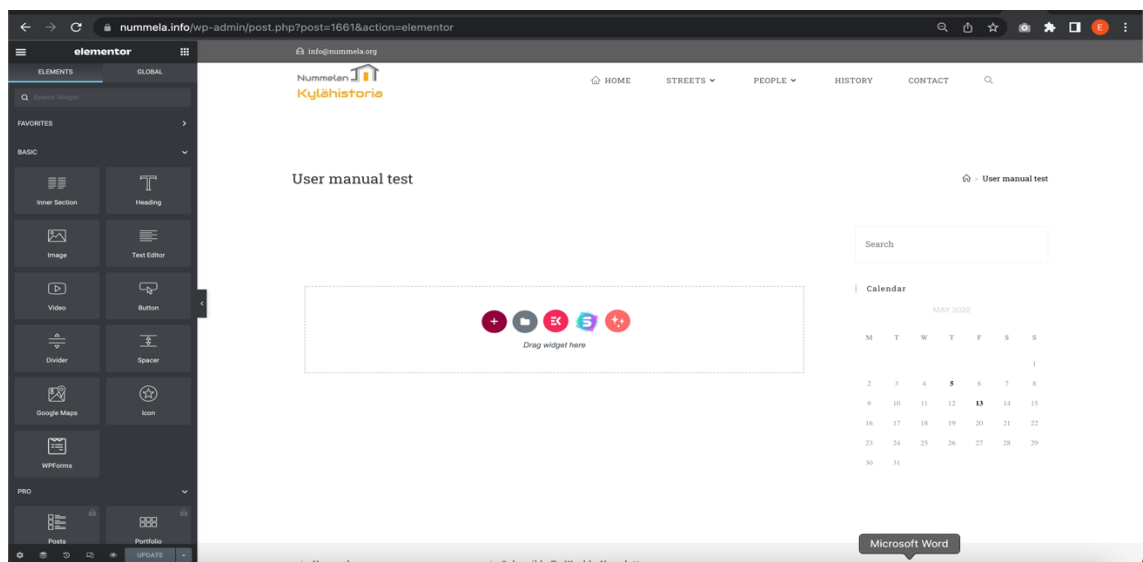 nummela.info/wp-admin/post.php?post=1661&action=elementor
E
elementor
ELEMENTS GLOBAL
Search Widget...
FAVORITES
BASIC
Inner Section Heading
Image Text Editor
Video Button
Divider Spacer
Google Maps Icon
WPForms
PRO
Posts Portfolio
UPDATE
info@nummela.org
Nummelan
Kylähistoria
HOME STREETS PEOPLE HISTORY CONTACT
User manual test
> User manual test
Drag widget here
Search
Calendar
MAY 2022
M T W T F S S
1
2 3 4 5 6 7 8
9 10 11 12 13 14 15
16 17 18 19 20 21 22
23 24 25 26 27 28 29
30 31
Microsoft Word